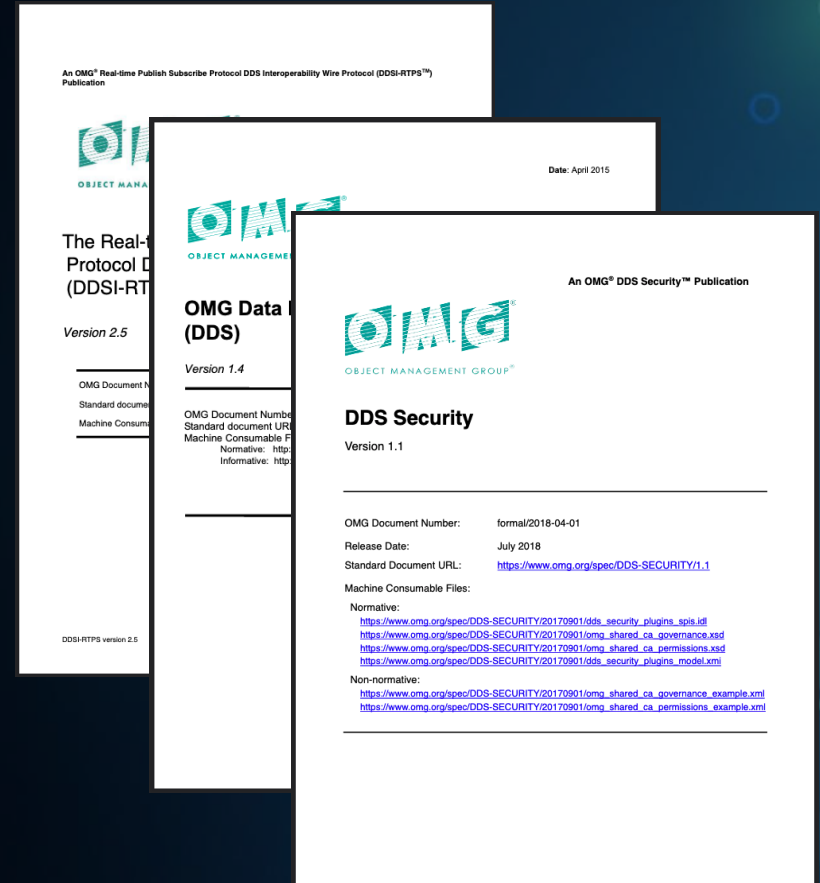 An OMG® Real-time Publish Subscribe Protocol DDS Interoperability Wire Protocol (DDSI-RTPS™)
Publication
OBJECT MANA
The Real-t
Protocol D
(DDSI-RT
Version 2.5
OMG Document N
Standard docume
Machine Consuma
DDSI-RTPS version 2.5
Date: April 2015
OMG
OBJECT MANAGEME
OMG Data
(DDS)
Version 1.4
OMG Document Numbe
Standard document URL
Machine Consumable F
Normative: http:
Informative: http:
An OMG® DDS Security™ Publication
OMG®
OBJECT MANAGEMENT GROUP®
DDS Security
Version 1.1
OMG Document Number: formal/2018-04-01
Release Date: July 2018
Standard Document URL: https://www.omg.org/spec/DDS-SECURITY/1.1
Machine Consumable Files:
Normative:
https://www.omg.org/spec/DDS-SECURITY/20170901/dds_security_plugins_spis.idl
https://www.omg.org/spec/DDS-SECURITY/20170901/omg_shared_ca_governance.xsd
https://www.omg.org/spec/DDS-SECURITY/20170901/omg_shared_ca_permissions.xsd
https://www.omg.org/spec/DDS-SECURITY/20170901/dds_security_plugins_model.xmi
Non-normative:
https://www.omg.org/spec/DDS-SECURITY/20170901/omg_shared_ca_governance_example.xml
https://www.omg.org/spec/DDS-SECURITY/20170901/omg_shared_ca_permissions_example.xml